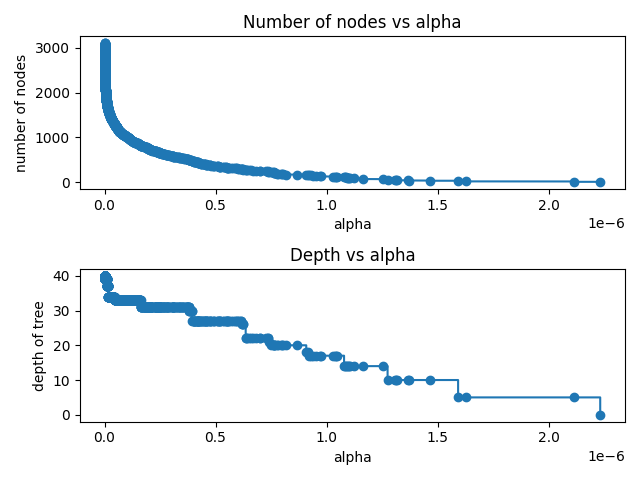 Number of nodes vs alpha
number of nodes
3000
2000
1000
0
0.0 0.5 1.0 1.5 2.0
1e−6
alpha
Depth vs alpha
depth of tree
40
30
20
10
0
0.0 0.5 1.0 1.5 2.0
1e−6
alpha